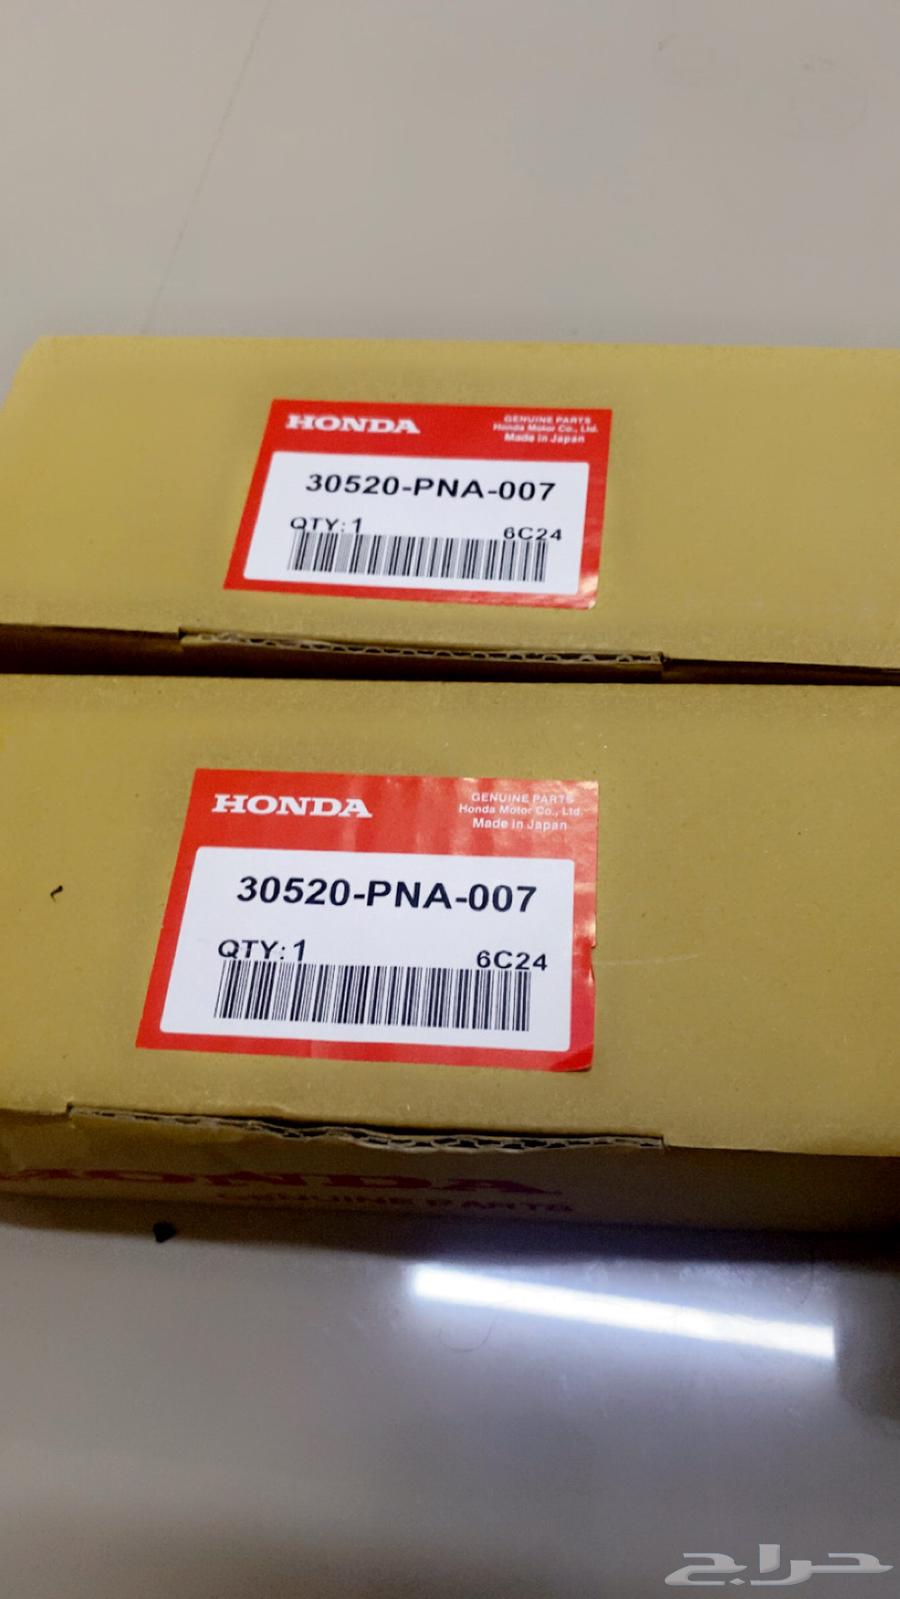 HONDA
GENUINE PARTS
Honda Motor Co., Ltd.
Made in Japan
30520-PNA-007
QTY:1
6C24
HONDA
GENUINE PARTS
Honda Motor Co., Ltd.
Made in Japan
30520-PNA-007
QTY:1
6C24
HONDA
GENUINE PARTS
حراج